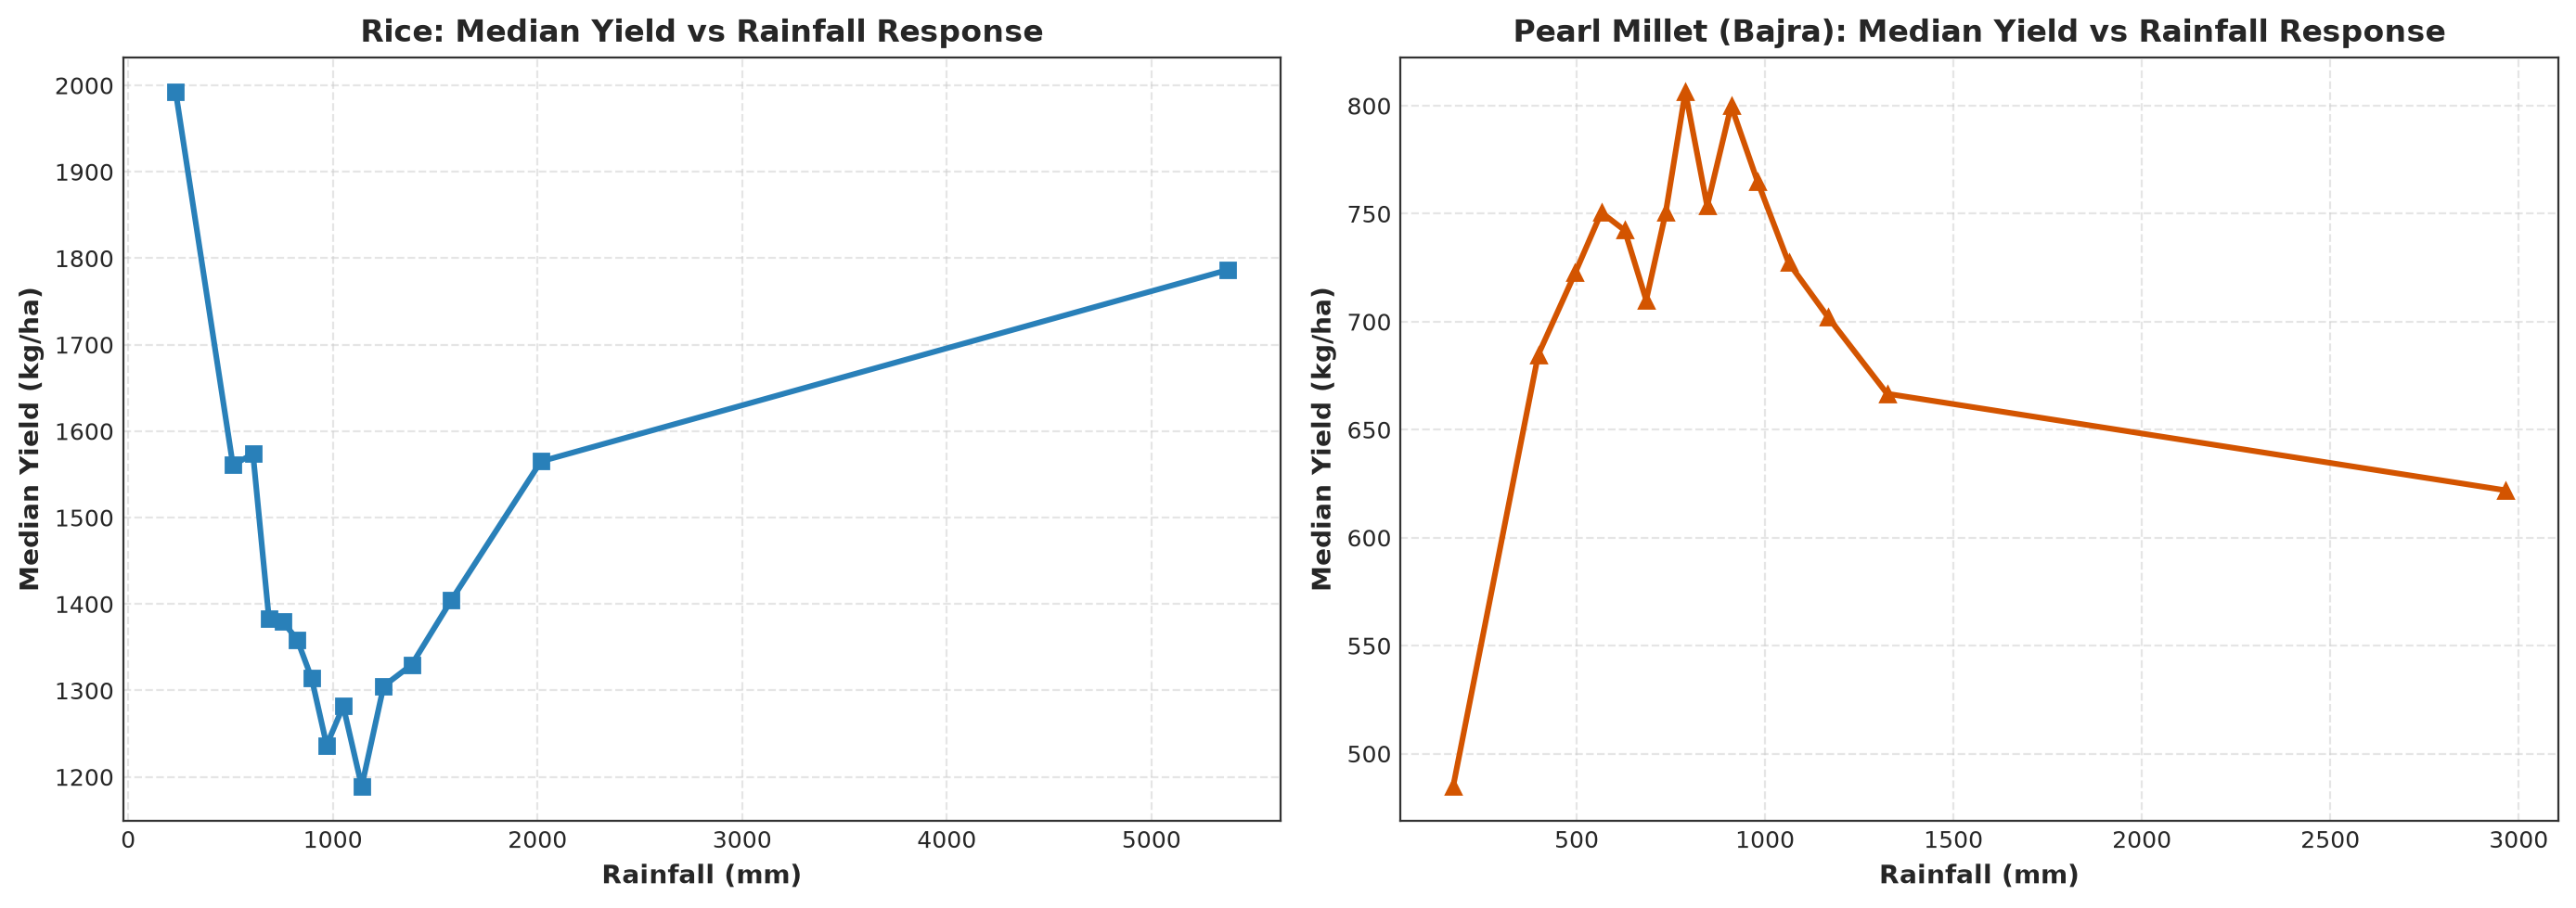 Rice: Median Yield vs Rainfall Response
Median Yield (kg/ha)
2000
1900
1800
1700
1600
1500
1400
1300
1200
0 1000 2000 3000 4000 5000
Rainfall (mm)
Pearl Millet (Bajra): Median Yield vs Rainfall Response
Median Yield (kg/ha)
800
750
700
650
600
550
500
500 1000 1500 2000 2500 3000
Rainfall (mm)